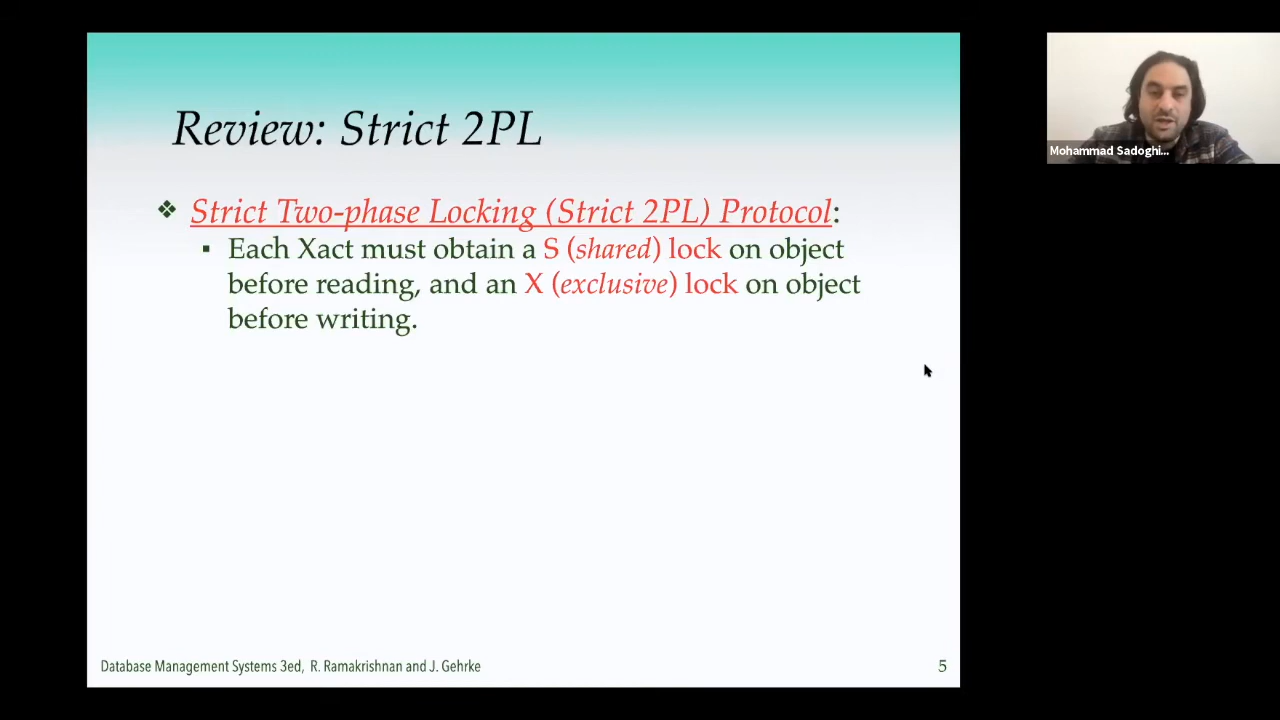 Review: Strict 2PL
❖ Strict Two-phase Locking (Strict 2PL) Protocol:
▪ Each Xact must obtain a S (shared) lock on object
before reading, and an X (exclusive) lock on object
before writing.
Database Management Systems 3ed, R. Ramakrishnan and J. Gehrke
5
Mohammad Sadoghi...